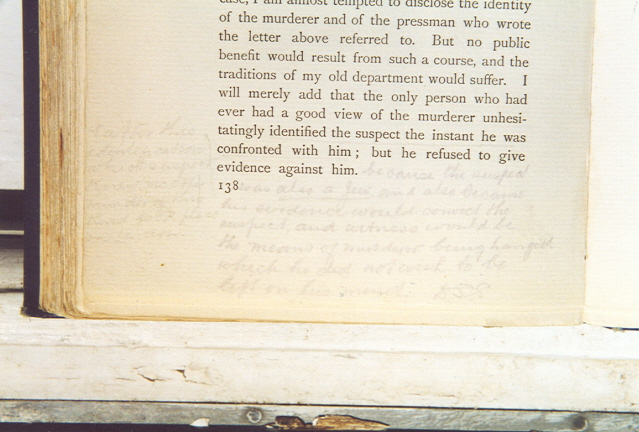 case, I am almost tempted to disclose the identity
of the murderer and of the pressman who wrote
the letter above referred to. But no public
benefit would result from such a course, and the
traditions of my old department would suffer. I
will merely add that the only person who had
ever had a good view of the murderer unhesi-
tatingly identified the suspect the instant he was
confronted with him ; but he refused to give
evidence against him. because the suspect
138 was also a Jew and also because
his evidence would convict the
suspect, and witness would be
the means of murderer being hanged
which he did not wish to be
left on his mind. DSS
after this